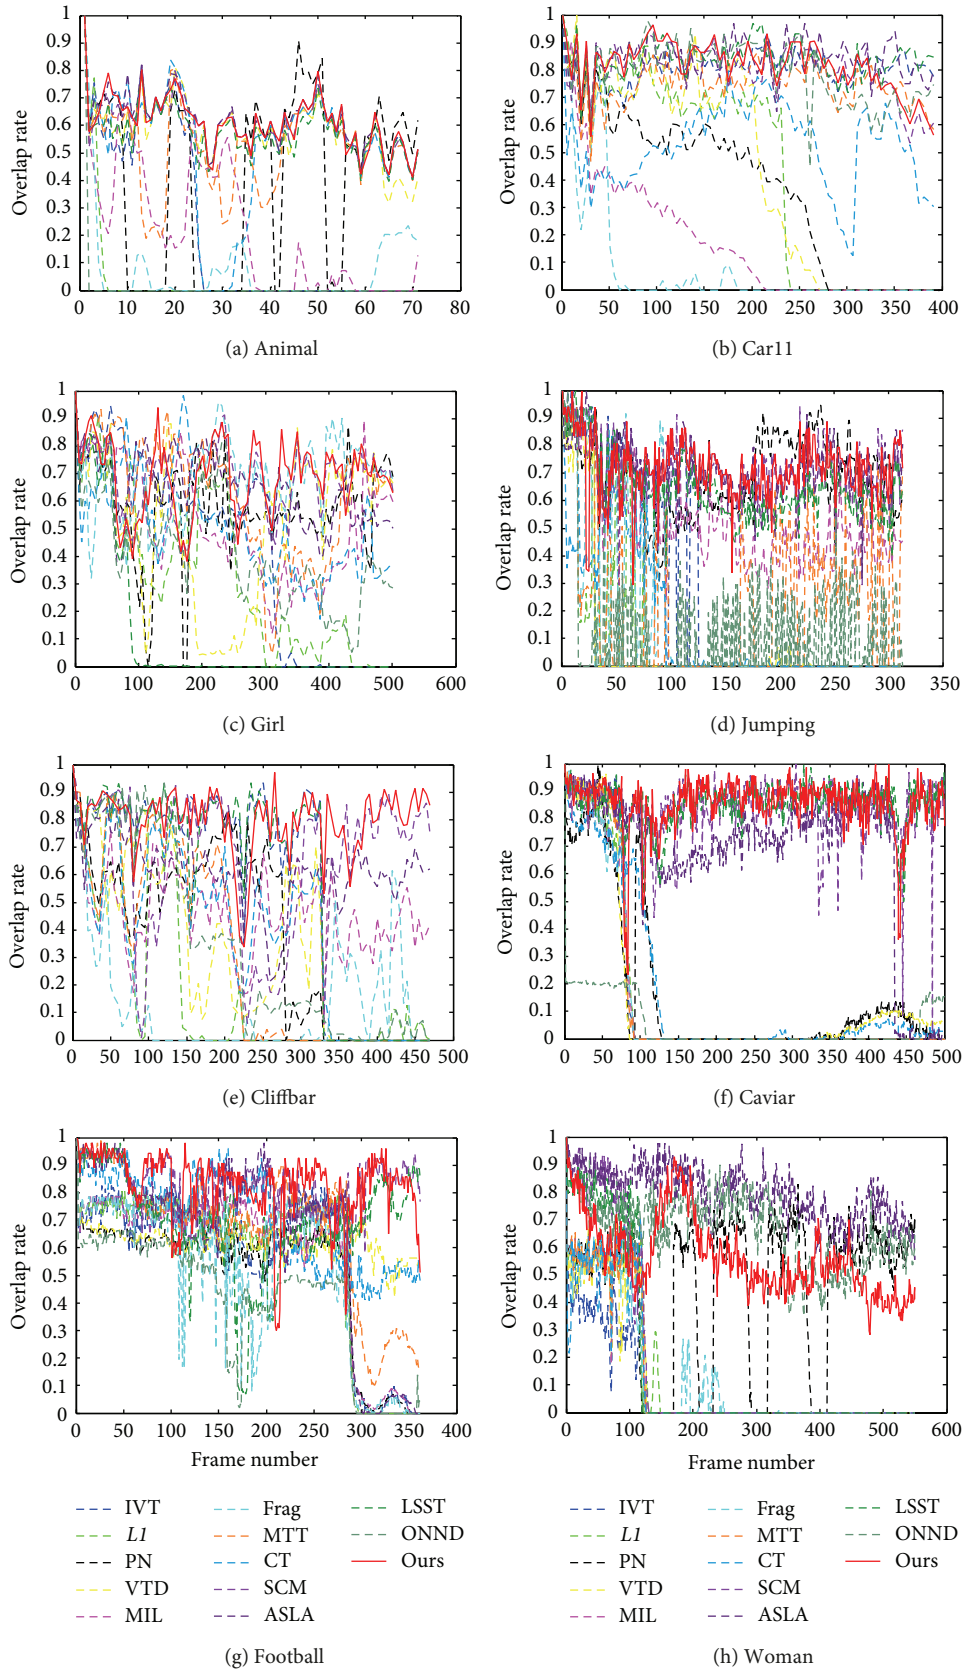 1
0.9
0.8
0.7
0.6
0.5
0.4
0.3
0.2
0.1
0
Overlap rate
0 10 20 30 40 50 60 70 80
(a) Animal
1
0.9
0.8
0.7
0.6
0.5
0.4
0.3
0.2
0.1
0
Overlap rate
0 50 100 150 200 250 300 350 400
(b) Car11
1
0.9
0.8
0.7
0.6
0.5
0.4
0.3
0.2
0.1
0
Overlap rate
0 100 200 300 400 500 600
(c) Girl
1
0.9
0.8
0.7
0.6
0.5
0.4
0.3
0.2
0.1
0
Overlap rate
0 50 100 150 200 250 300 350
(d) Jumping
1
0.9
0.8
0.7
0.6
0.5
0.4
0.3
0.2
0.1
0
Overlap rate
0 50 100 150 200 250 300 350 400 450 500
(e) Cliffbar
1
0.9
0.8
0.7
0.6
0.5
0.4
0.3
0.2
0.1
0
Overlap rate
0 50 100 150 200 250 300 350 400 450 500
(f) Caviar
1
0.9
0.8
0.7
0.6
0.5
0.4
0.3
0.2
0.1
0
Overlap rate
0 50 100 150 200 250 300 350 400
Frame number
IVT
L1
PN
VTD
MIL
Frag
MTT
CT
SCM
ASLA
LSST
ONND
Ours
(g) Football
1
0.9
0.8
0.7
0.6
0.5
0.4
0.3
0.2
0.1
0
Overlap rate
0 100 200 300 400 500 600
Frame number
IVT
L1
PN
VTD
MIL
Frag
MTT
CT
SCM
ASLA
LSST
ONND
Ours
(h) Woman